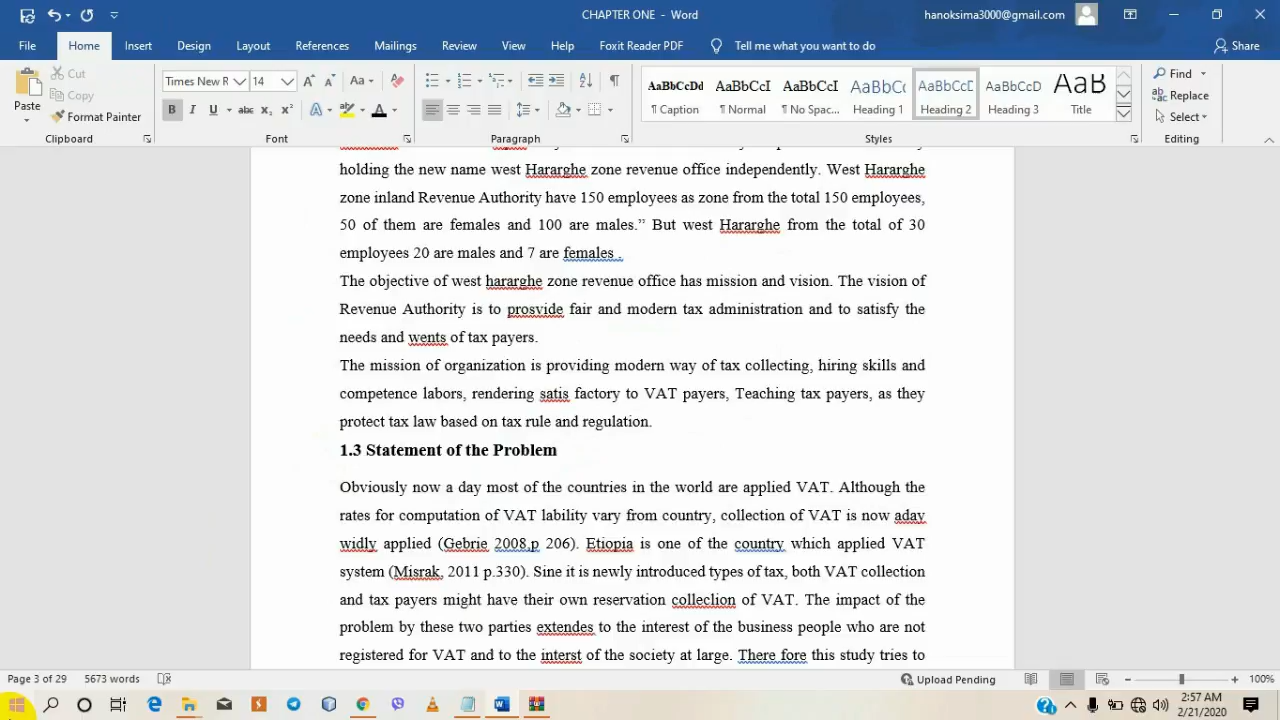 CHAPTER ONE - Word
hanoksima3000@gmail.com
File Home Insert Design Layout References Mailings Review View Help Foxit Reader PDF Tell me what you want to do Share
Paste
Cut
Copy
Format Painter
Times New R 14
Aa
B I U abc x₂ x² A A
AaBbCcDd AaBbCcI AaBbCcI AaBbCc AaBbCcD AaBbCcD AaB
¶ Caption ¶ Normal ¶ No Spac... Heading 1 Heading 2 Heading 3 Title
Find
Replace
Select
Clipboard Font Paragraph Styles Editing
holding the new name west Hararghe zone revenue office independently. West Hararghe
zone inland Revenue Authority have 150 employees as zone from the total 150 employees,
50 of them are females and 100 are males.” But west Hararghe from the total of 30
employees 20 are males and 7 are females .
The objective of west hararghe zone revenue office has mission and vision. The vision of
Revenue Authority is to prosvide fair and modern tax administration and to satisfy the
needs and wents of tax payers.
The mission of organization is providing modern way of tax collecting, hiring skills and
competence labors, rendering satis factory to VAT payers, Teaching tax payers, as they
protect tax law based on tax rule and regulation.
1.3 Statement of the Problem
Obviously now a day most of the countries in the world are applied VAT. Although the
rates for computation of VAT lability vary from country, collection of VAT is now aday
widly applied (Gebrie 2008,p 206). Etiopia is one of the country which applied VAT
system (Misrak, 2011 p.330). Sine it is newly introduced types of tax, both VAT collection
and tax payers might have their own reservation colleclion of VAT. The impact of the
problem by these two parties extendes to the interest of the business people who are not
registered for VAT and to the interst of the society at large. There fore this study tries to
Page 3 of 29 5673 words
Upload Pending
100%
2:57 AM
2/21/2020